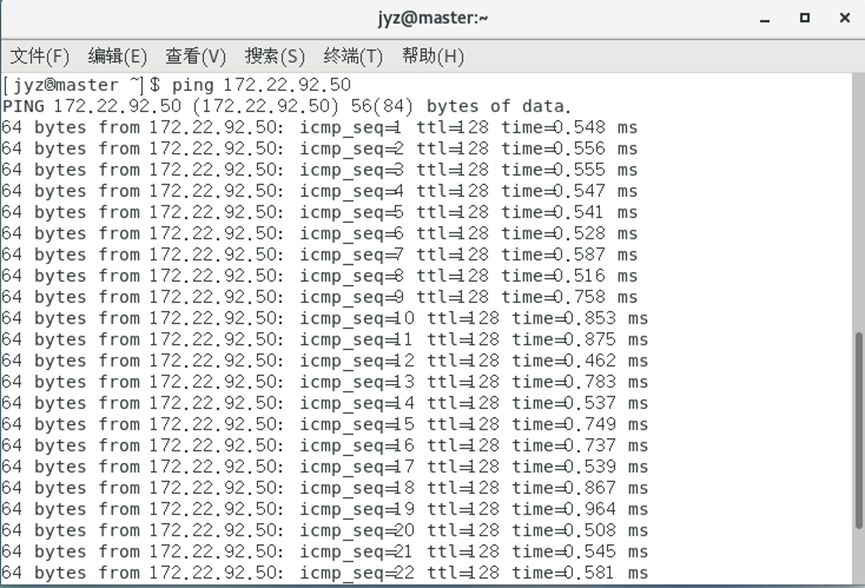 jyz@master:~
文件(F) 编辑(E) 查看(V) 搜索(S) 终端(T) 帮助(H)
[jyz@master ~]$ ping 172.22.92.50
PING 172.22.92.50 (172.22.92.50) 56(84) bytes of data.
64 bytes from 172.22.92.50: icmp_seq=1 ttl=128 time=0.548 ms
64 bytes from 172.22.92.50: icmp_seq=2 ttl=128 time=0.556 ms
64 bytes from 172.22.92.50: icmp_seq=3 ttl=128 time=0.555 ms
64 bytes from 172.22.92.50: icmp_seq=4 ttl=128 time=0.547 ms
64 bytes from 172.22.92.50: icmp_seq=5 ttl=128 time=0.541 ms
64 bytes from 172.22.92.50: icmp_seq=6 ttl=128 time=0.528 ms
64 bytes from 172.22.92.50: icmp_seq=7 ttl=128 time=0.587 ms
64 bytes from 172.22.92.50: icmp_seq=8 ttl=128 time=0.516 ms
64 bytes from 172.22.92.50: icmp_seq=9 ttl=128 time=0.758 ms
64 bytes from 172.22.92.50: icmp_seq=10 ttl=128 time=0.853 ms
64 bytes from 172.22.92.50: icmp_seq=11 ttl=128 time=0.875 ms
64 bytes from 172.22.92.50: icmp_seq=12 ttl=128 time=0.462 ms
64 bytes from 172.22.92.50: icmp_seq=13 ttl=128 time=0.783 ms
64 bytes from 172.22.92.50: icmp_seq=14 ttl=128 time=0.537 ms
64 bytes from 172.22.92.50: icmp_seq=15 ttl=128 time=0.749 ms
64 bytes from 172.22.92.50: icmp_seq=16 ttl=128 time=0.737 ms
64 bytes from 172.22.92.50: icmp_seq=17 ttl=128 time=0.539 ms
64 bytes from 172.22.92.50: icmp_seq=18 ttl=128 time=0.867 ms
64 bytes from 172.22.92.50: icmp_seq=19 ttl=128 time=0.964 ms
64 bytes from 172.22.92.50: icmp_seq=20 ttl=128 time=0.508 ms
64 bytes from 172.22.92.50: icmp_seq=21 ttl=128 time=0.545 ms
64 bytes from 172.22.92.50: icmp_seq=22 ttl=128 time=0.581 ms